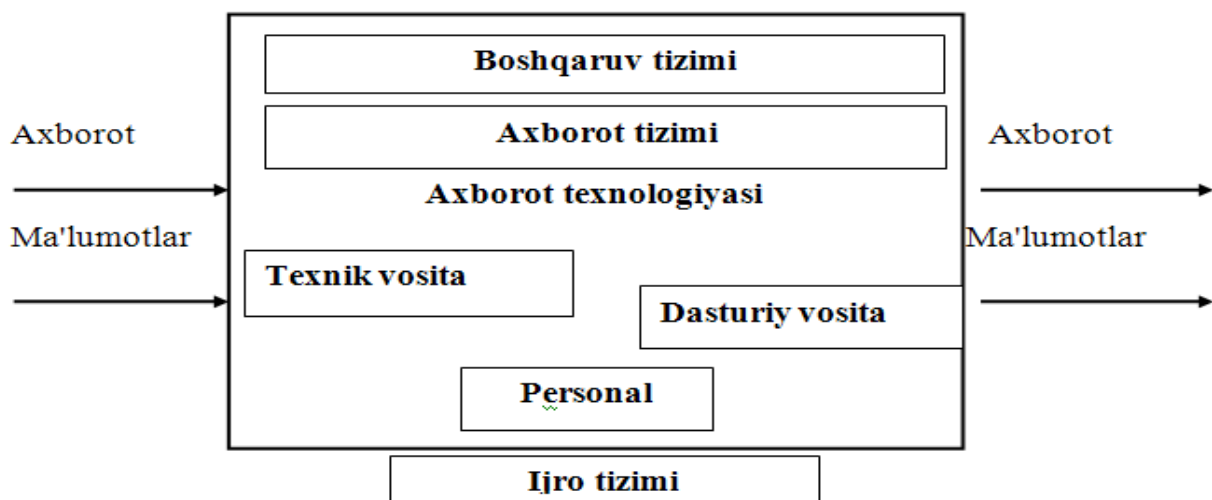 Boshqaruv tizimi
Axborot tizimi
Axborot
Axborot
Axborot texnologiyasi
Ma'lumotlar
Ma'lumotlar
Texnik vosita
Dasturiy vosita
Personal
Ijro tizimi